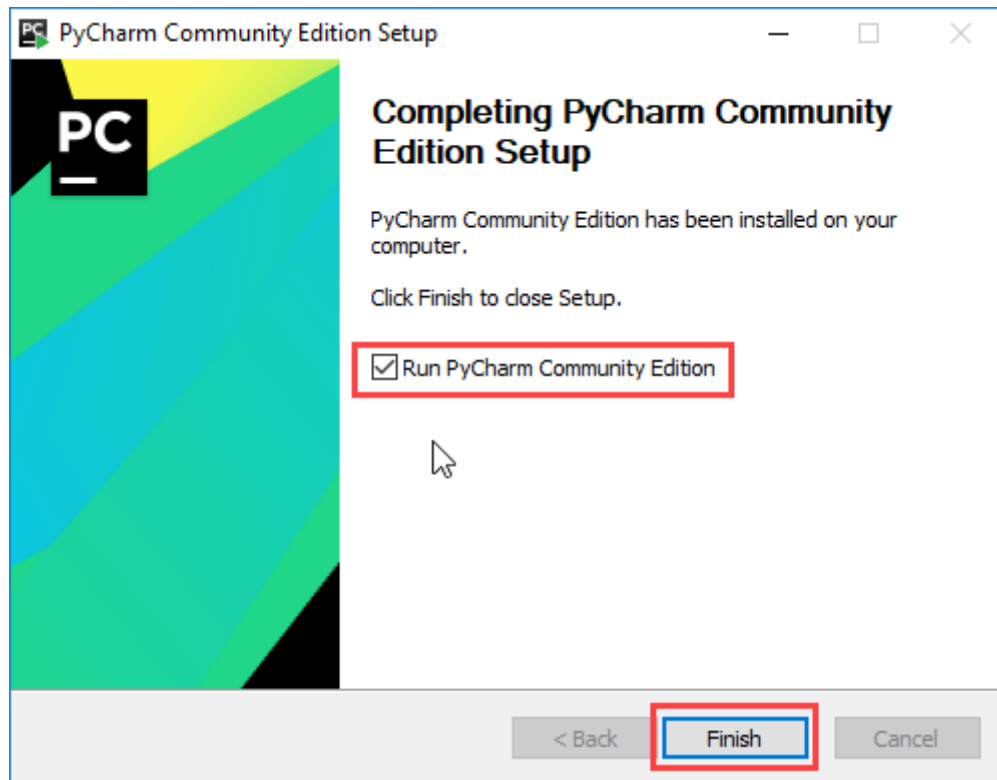 PC PyCharm Community Edition Setup
PC
Completing PyCharm Community
Edition Setup
PyCharm Community Edition has been installed on your
computer.
Click Finish to close Setup.
Run PyCharm Community Edition
< Back Finish Cancel